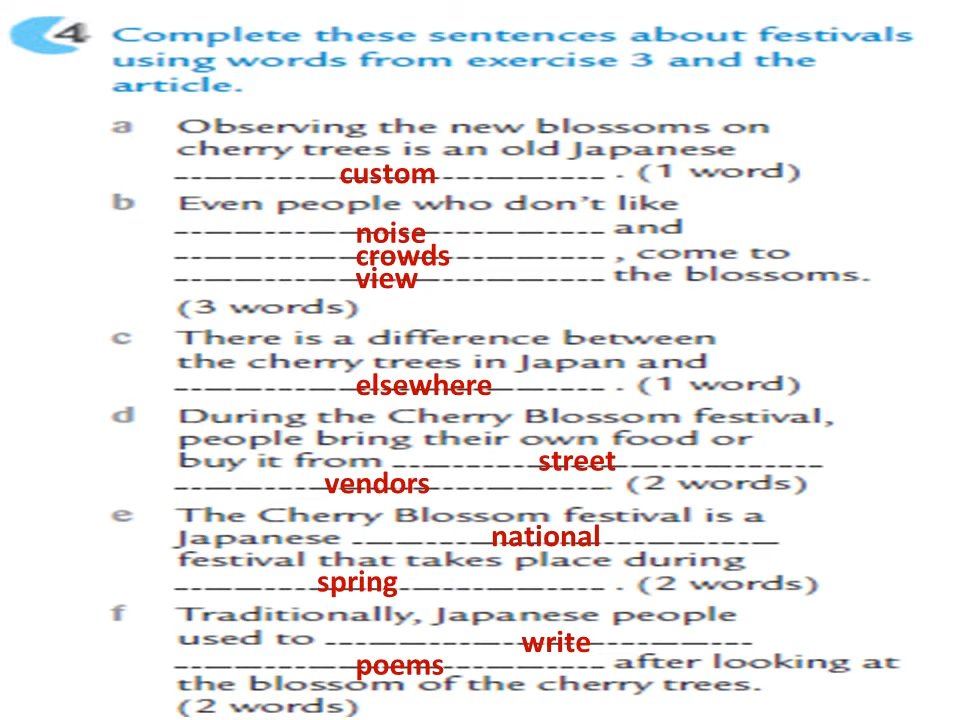 4 Complete these sentences about festivals
using words from exercise 3 and the
article.
a Observing the new blossoms on
cherry trees is an old Japanese
custom . (1 word)
b Even people who don't like
noise and
crowds , come to
view the blossoms.
(3 words)
c There is a difference between
the cherry trees in Japan and
elsewhere . (1 word)
d During the Cherry Blossom festival,
people bring their own food or
buy it from street
vendors . (2 words)
e The Cherry Blossom festival is a
Japanese national
festival that takes place during
spring . (2 words)
f Traditionally, Japanese people
used to write
poems after looking at
the blossom of the cherry trees.
(2 words)